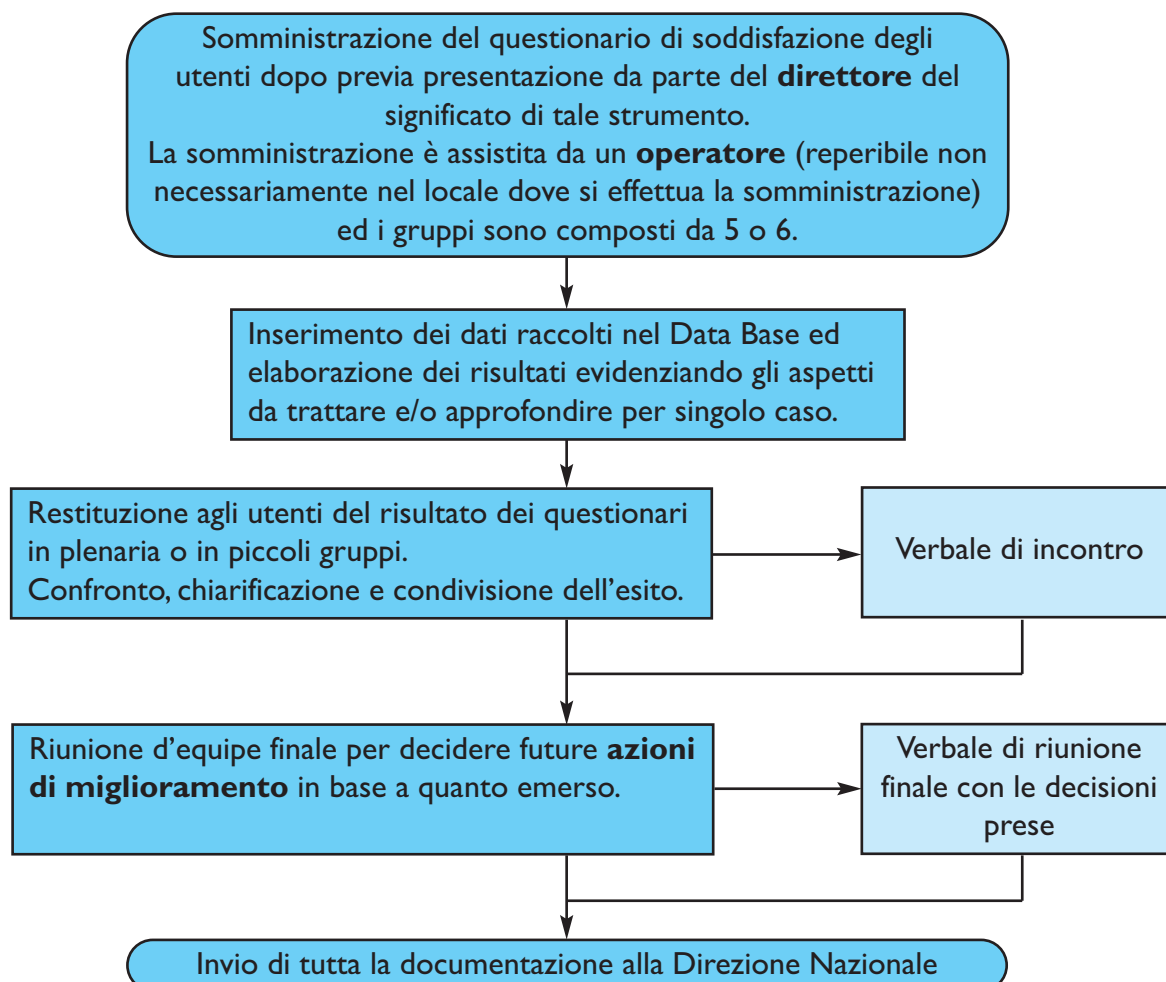 Somministrazione del questionario di soddisfazione degli
utenti dopo previa presentazione da parte del direttore del
significato di tale strumento.
La somministrazione è assistita da un operatore (reperibile non
necessariamente nel locale dove si effettua la somministrazione)
ed i gruppi sono composti da 5 o 6.
Inserimento dei dati raccolti nel Data Base ed
elaborazione dei risultati evidenziando gli aspetti
da trattare e/o approfondire per singolo caso.
Restituzione agli utenti del risultato dei questionari
in plenaria o in piccoli gruppi.
Confronto, chiarificazione e condivisione dell'esito.
Verbale di incontro
Riunione d'equipe finale per decidere future azioni
di miglioramento in base a quanto emerso.
Verbale di riunione
finale con le decisioni
prese
Invio di tutta la documentazione alla Direzione Nazionale